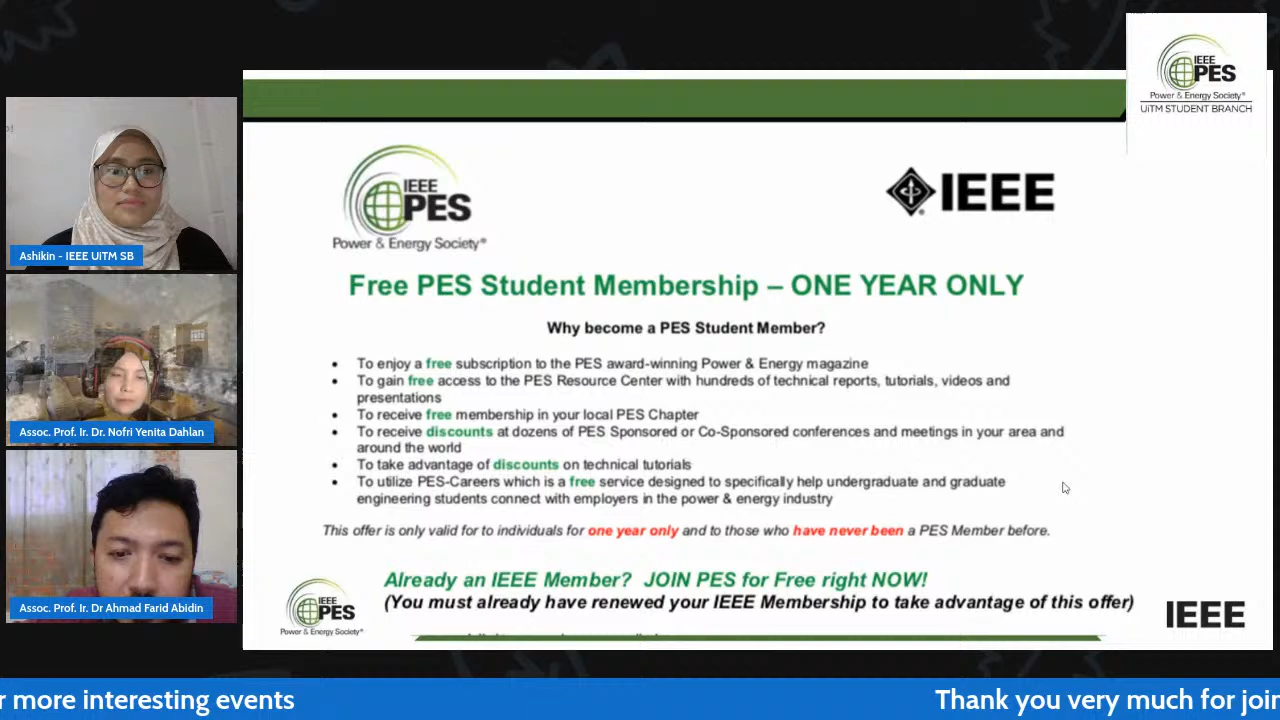 IEEE
PES
Power & Energy Society®
UiTM STUDENT BRANCH
IEEE
PES
Power & Energy Society®
IEEE
Free PES Student Membership – ONE YEAR ONLY
Why become a PES Student Member?
• To enjoy a free subscription to the PES award-winning Power & Energy magazine
• To gain free access to the PES Resource Center with hundreds of technical reports, tutorials, videos and
presentations
• To receive free membership in your local PES Chapter
• To receive discounts at dozens of PES Sponsored or Co-Sponsored conferences and meetings in your area and
around the world
• To take advantage of discounts on technical tutorials
• To utilize PES-Careers which is a free service designed to specifically help undergraduate and graduate
engineering students connect with employers in the power & energy industry
This offer is only valid for to individuals for one year only and to those who have never been a PES Member before.
Already an IEEE Member? JOIN PES for Free right NOW!
(You must already have renewed your IEEE Membership to take advantage of this offer)
IEEE
PES
Power & Energy Society®
IEEE
Ashikin - IEEE UiTM SB
Assoc. Prof. Ir. Dr. Nofri Yenita Dahlan
Assoc. Prof. Ir. Dr Ahmad Farid Abidin
r more interesting events
Thank you very much for join